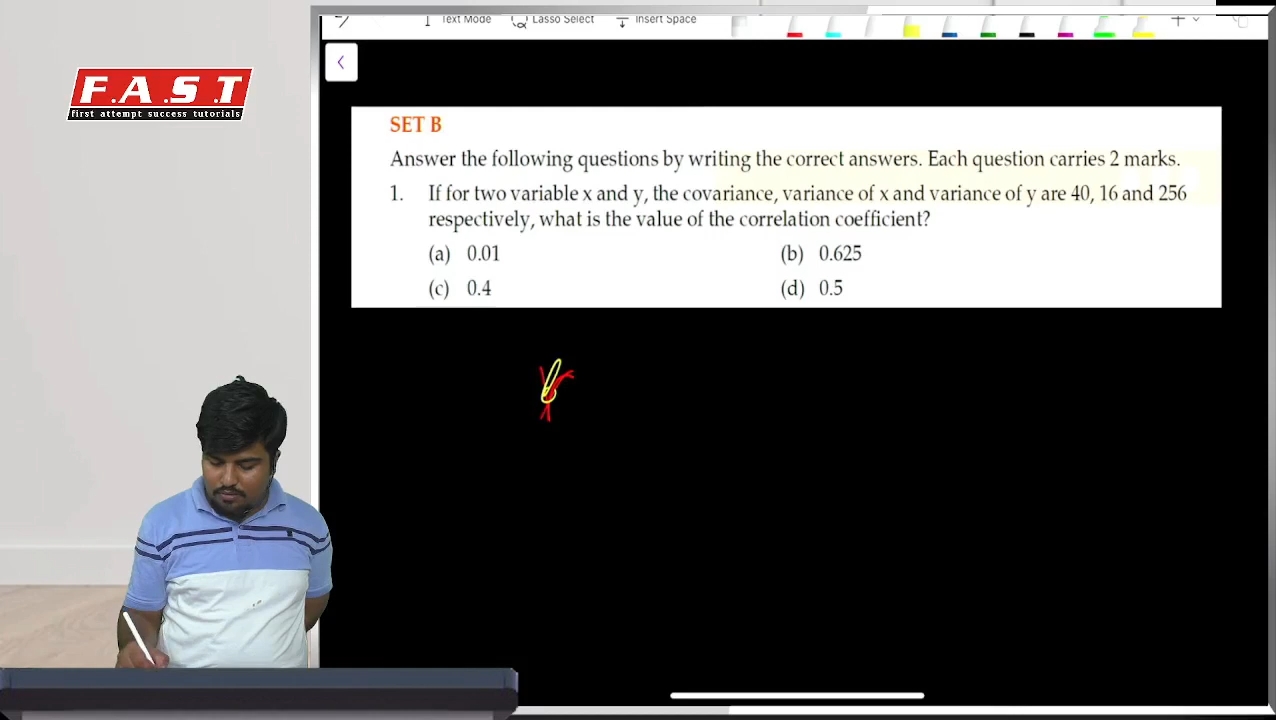 Text Mode
Lasso Select
Insert Space
F.A.S.T
first attempt success tutorials
SET B
Answer the following questions by writing the correct answers. Each question carries 2 marks.
1. If for two variable x and y, the covariance, variance of x and variance of y are 40, 16 and 256
respectively, what is the value of the correlation coefficient?
(a) 0.01 (b) 0.625
(c) 0.4 (d) 0.5